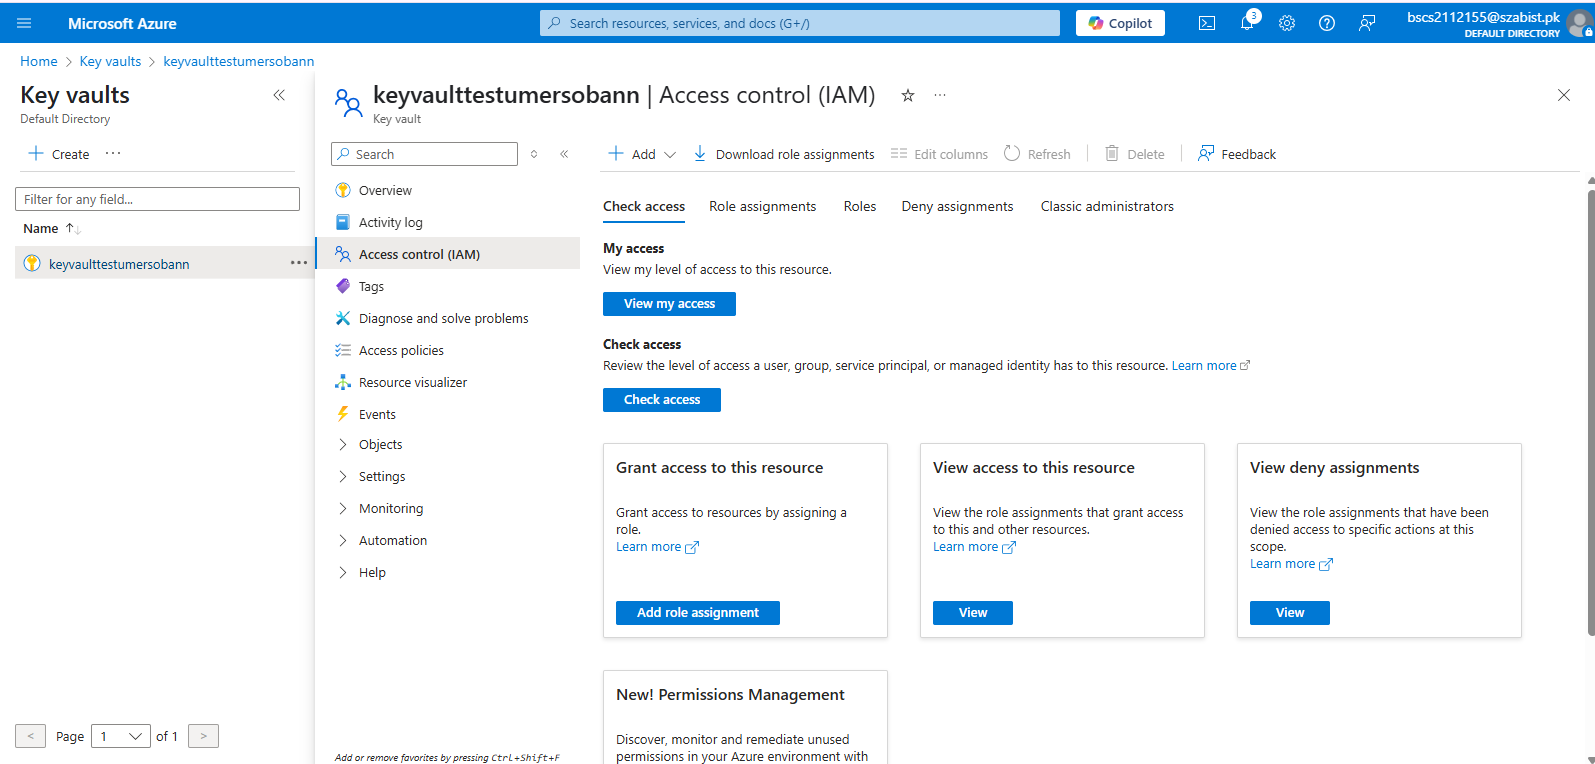 Microsoft Azure
Search resources, services, and docs (G+/)
Copilot
3
bscs2112155@szabist.pk
DEFAULT DIRECTORY
Home > Key vaults > keyvaulttestumersobann
Key vaults
Default Directory
+ Create ...
Filter for any field...
Name ↑↓
keyvaulttestumersobann ...
< Page 1 of 1 >
keyvaulttestumersobann | Access control (IAM)
Key vault
Search
Overview
Activity log
Access control (IAM)
Tags
Diagnose and solve problems
Access policies
Resource visualizer
Events
Objects
Settings
Monitoring
Automation
Help
Add or remove favorites by pressing Ctrl+Shift+F
Add Download role assignments Edit columns Refresh Delete Feedback
Check access Role assignments Roles Deny assignments Classic administrators
My access
View my level of access to this resource.
View my access
Check access
Review the level of access a user, group, service principal, or managed identity has to this resource. Learn more
Check access
Grant access to this resource
Grant access to resources by assigning a
role.
Learn more
Add role assignment
View access to this resource
View the role assignments that grant access
to this and other resources.
Learn more
View
View deny assignments
View the role assignments that have been
denied access to specific actions at this
scope.
Learn more
View
New! Permissions Management
Discover, monitor and remediate unused
permissions in your Azure environment with